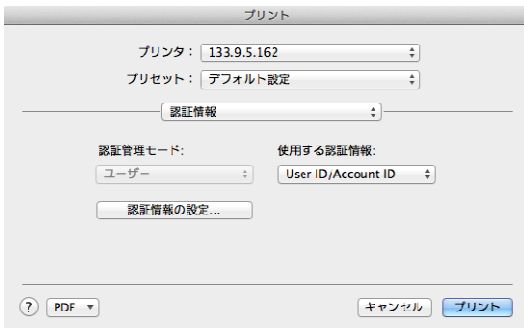 プリント
プリンタ： 133.9.5.162
プリセット： デフォルト設定
認証情報
認証管理モード: 使用する認証情報:
ユーザー User ID/Account ID
認証情報の設定...
? PDF キャンセル プリント